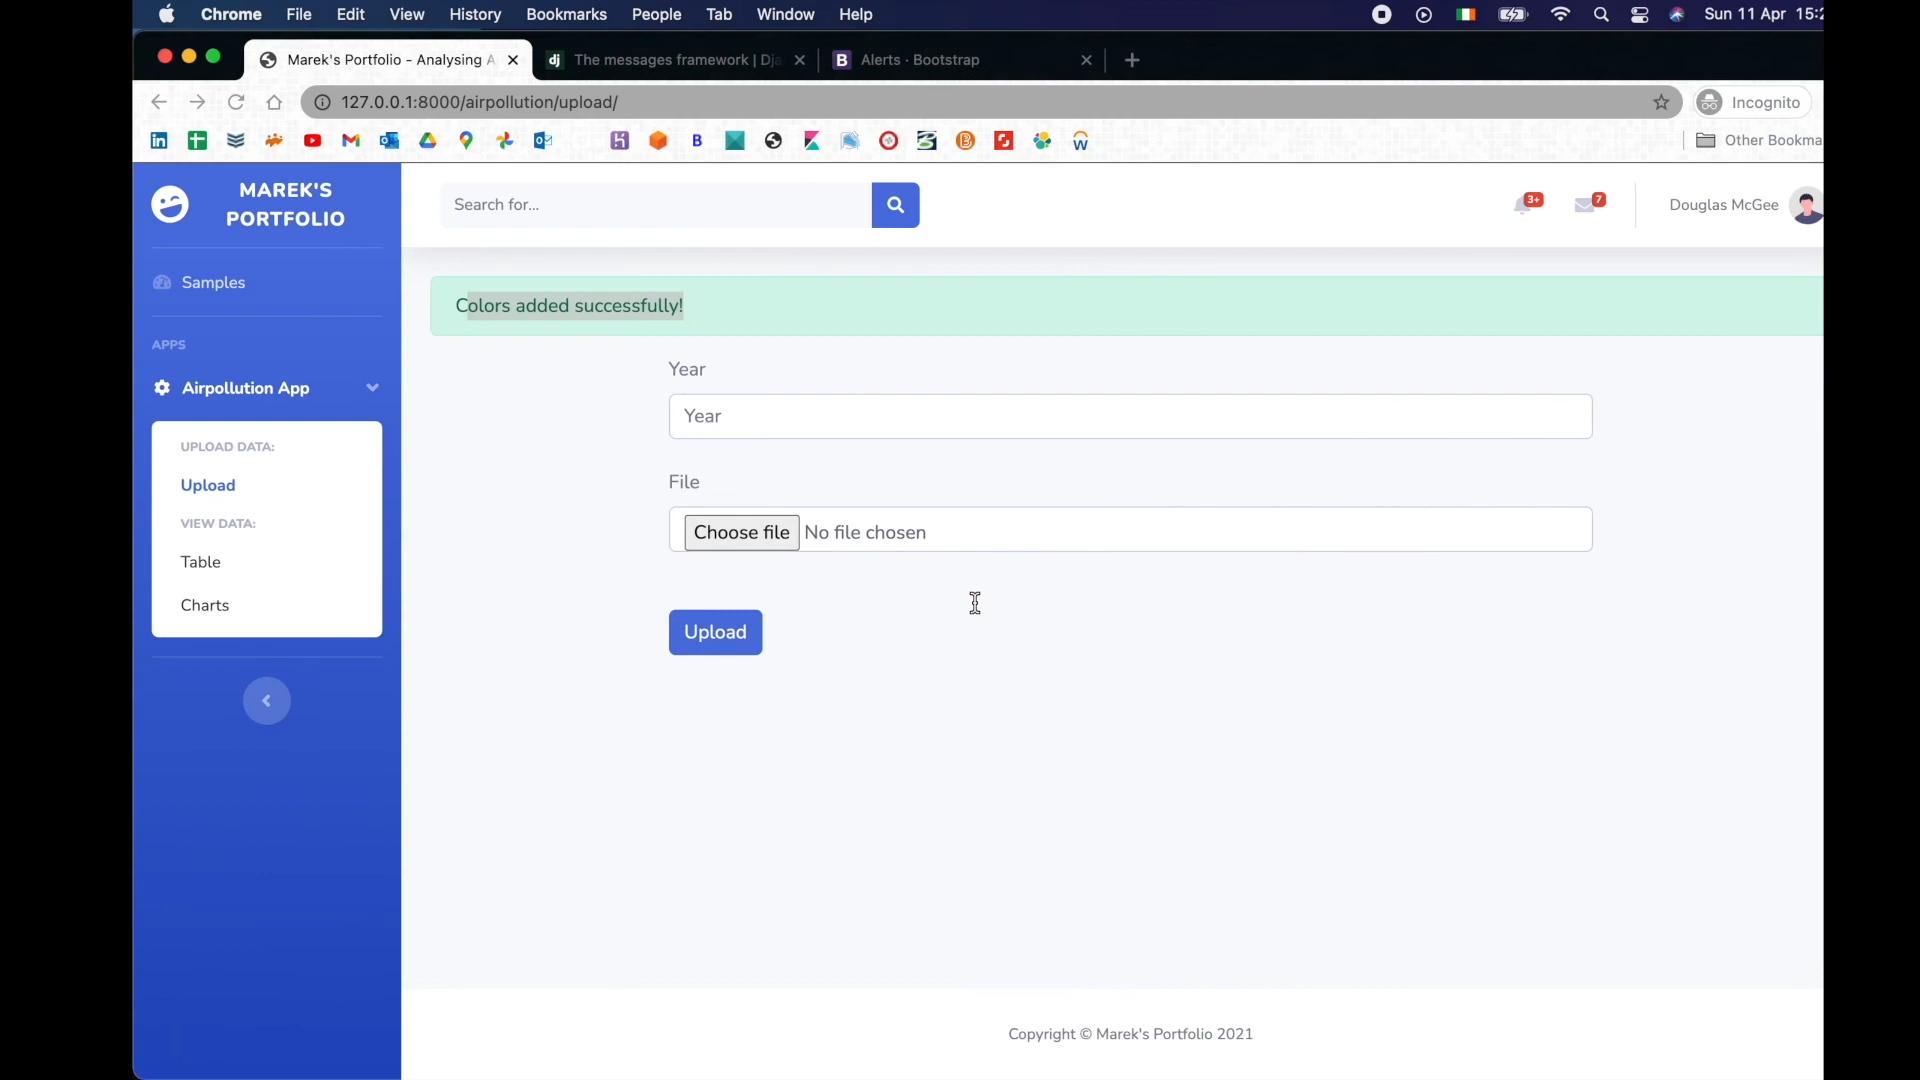 Chrome File Edit View History Bookmarks People Tab Window Help Sun 11 Apr 15:2
Marek's Portfolio - Analysing A The messages framework | Dja Alerts · Bootstrap
127.0.0.1:8000/airpollution/upload/ Incognito
Other Bookma
MAREK'S
PORTFOLIO
Search for...
3+
7
Douglas McGee
Samples
Colors added successfully!
APPS
Airpollution App
UPLOAD DATA:
Upload
VIEW DATA:
Table
Charts
Year
Year
File
Choose file No file chosen
Upload
Copyright © Marek's Portfolio 2021